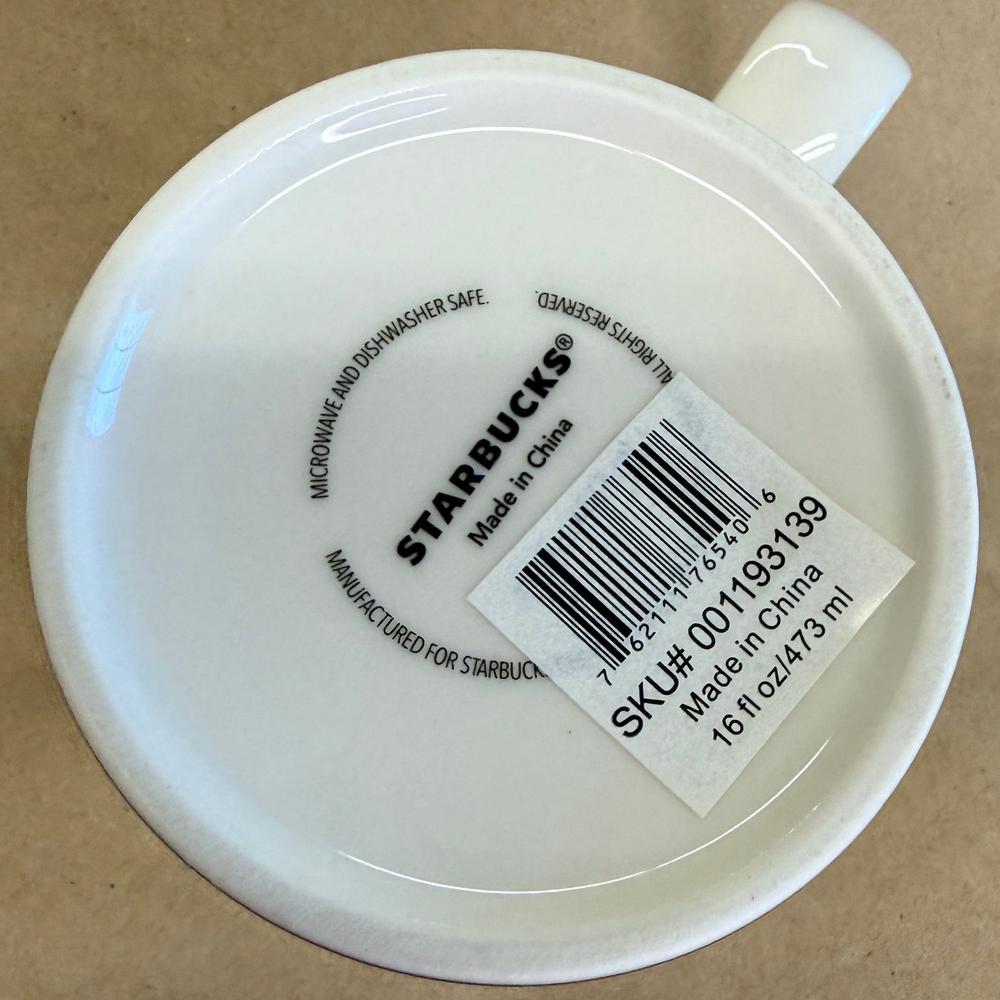 MICROWAVE AND DISHWASHER SAFE.
STARBUCKS®
Made in China
MANUFACTURED FOR STARBUCK
ALL RIGHTS RESERVED.
7 62111 76540 6
SKU# 001193139
Made in China
16 fl oz/473 ml